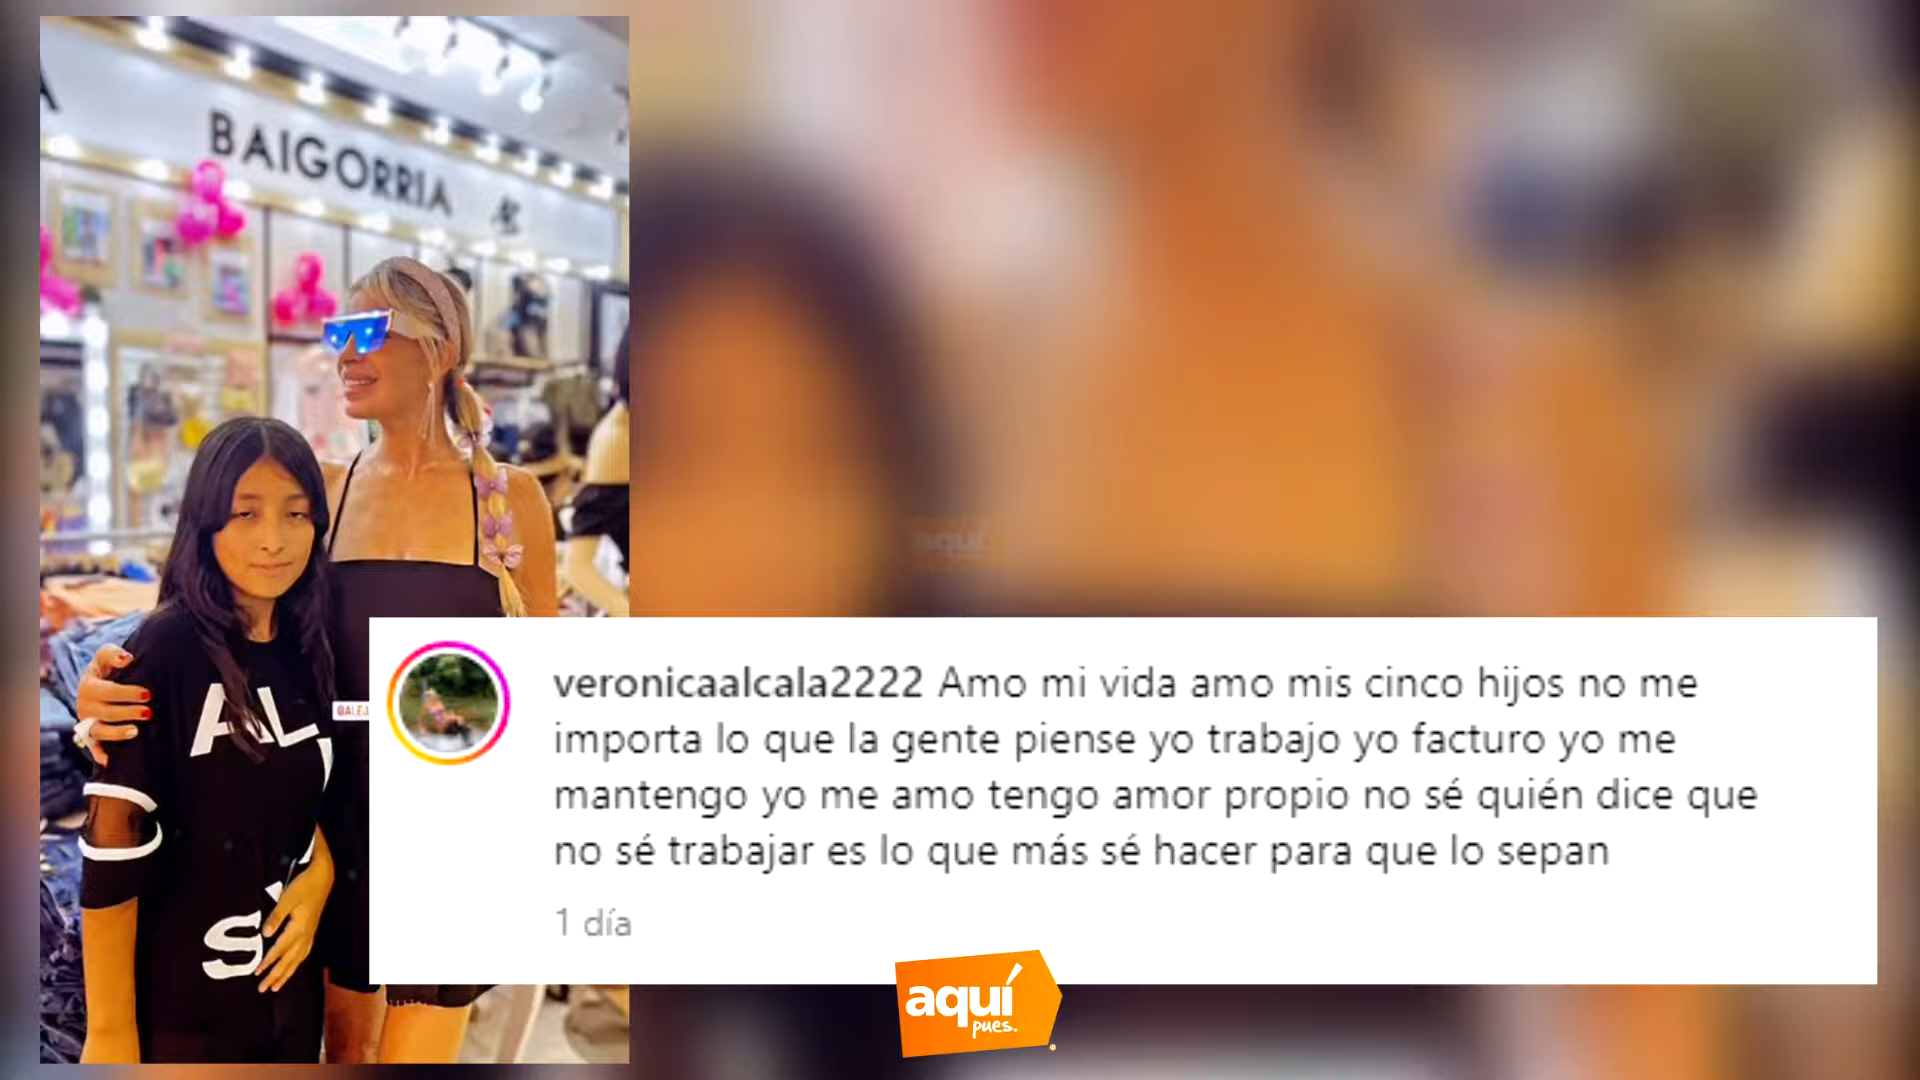 BAIGORRIA
AL
S
veronicaalcala2222 Amo mi vida amo mis cinco hijos no me
importa lo que la gente piense yo trabajo yo facturo yo me
mantengo yo me amo tengo amor propio no sé quién dice que
no sé trabajar es lo que más sé hacer para que lo sepan
1 día
aquí
pues.